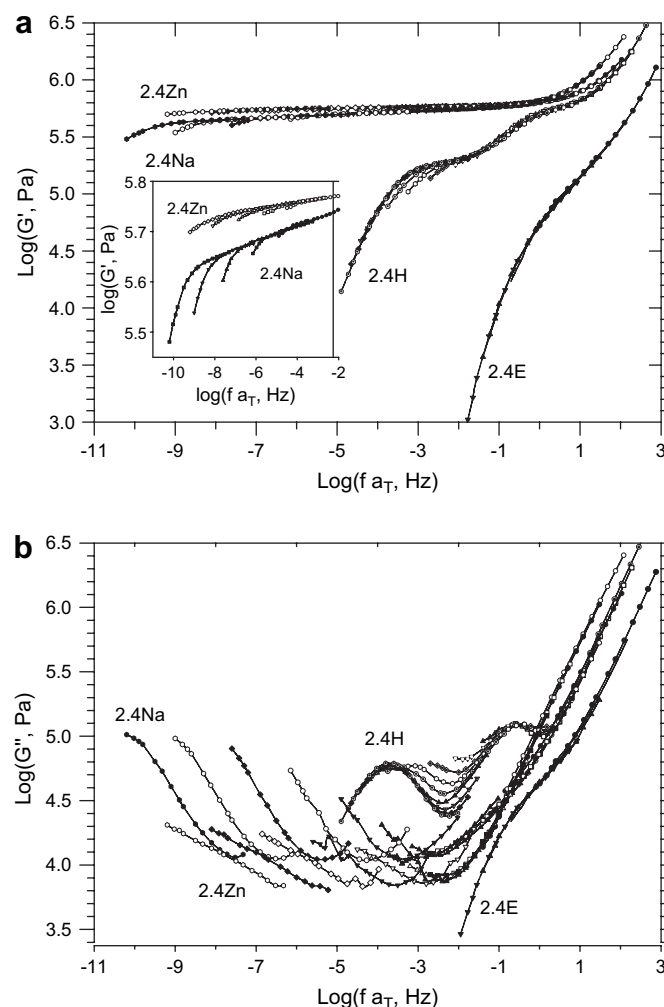 a
6.5
6.0
5.5
5.0
4.5
4.0
3.5
3.0
Log(G', Pa)
2.4Zn
2.4Na
2.4H
2.4E
5.8
5.7
5.6
5.5
log(G', Pa)
2.4Zn
2.4Na
-10 -8 -6 -4 -2
log(f aT, Hz)
-11 -9 -7 -5 -3 -1 1 3
Log(f aT, Hz)
b
6.5
6.0
5.5
5.0
4.5
4.0
3.5
Log(G'', Pa)
2.4Na
2.4H
2.4Zn
2.4E
-11 -9 -7 -5 -3 -1 1 3
Log(f aT, Hz)